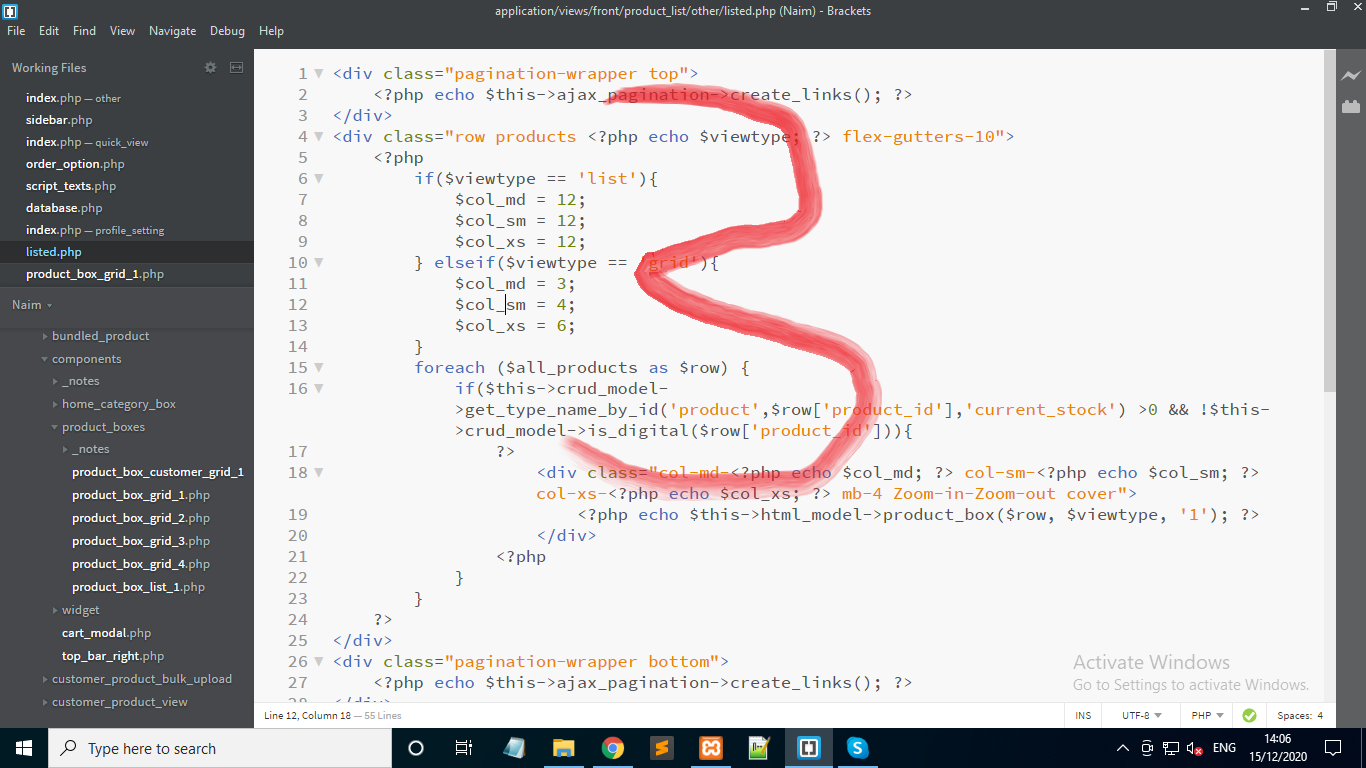 application/views/front/product_list/other/listed.php (Naim) - Brackets
File Edit Find View Navigate Debug Help
Working Files
index.php — other
sidebar.php
index.php — quick_view
order_option.php
script_texts.php
database.php
index.php — profile_setting
listed.php
product_box_grid_1.php
Naim
bundled_product
components
_notes
home_category_box
product_boxes
_notes
product_box_customer_grid_1
product_box_grid_1.php
product_box_grid_2.php
product_box_grid_3.php
product_box_grid_4.php
product_box_list_1.php
widget
cart_modal.php
top_bar_right.php
customer_product_bulk_upload
customer_product_view
1 <div class="pagination-wrapper top">
2 <?php echo $this->ajax_pagination->create_links(); ?>
3 </div>
4 <div class="row products <?php echo $viewtype; ?> flex-gutters-10">
5 <?php
6 if($viewtype == 'list'){
7 $col_md = 12;
8 $col_sm = 12;
9 $col_xs = 12;
10 } elseif($viewtype == 'grid'){
11 $col_md = 3;
12 $col_sm = 4;
13 $col_xs = 6;
14 }
15 foreach ($all_products as $row) {
16 if($this->crud_model-
>get_type_name_by_id('product',$row['product_id'],'current_stock') >0 && !$this-
>crud_model->is_digital($row['product_id'])){
17 ?>
18 <div class="col-md-<?php echo $col_md; ?> col-sm-<?php echo $col_sm; ?>
col-xs-<?php echo $col_xs; ?> mb-4 Zoom-in-Zoom-out cover">
19 <?php echo $this->html_model->product_box($row, $viewtype, '1'); ?>
20 </div>
21 <?php
22 }
23 }
24 ?>
25 </div>
26 <div class="pagination-wrapper bottom">
27 <?php echo $this->ajax_pagination->create_links(); ?>
28 </div>
3
Activate Windows
Go to Settings to activate Windows.
Line 12, Column 18 — 55 Lines
INS UTF-8 PHP Spaces: 4
Type here to search
ENG
14:06
15/12/2020